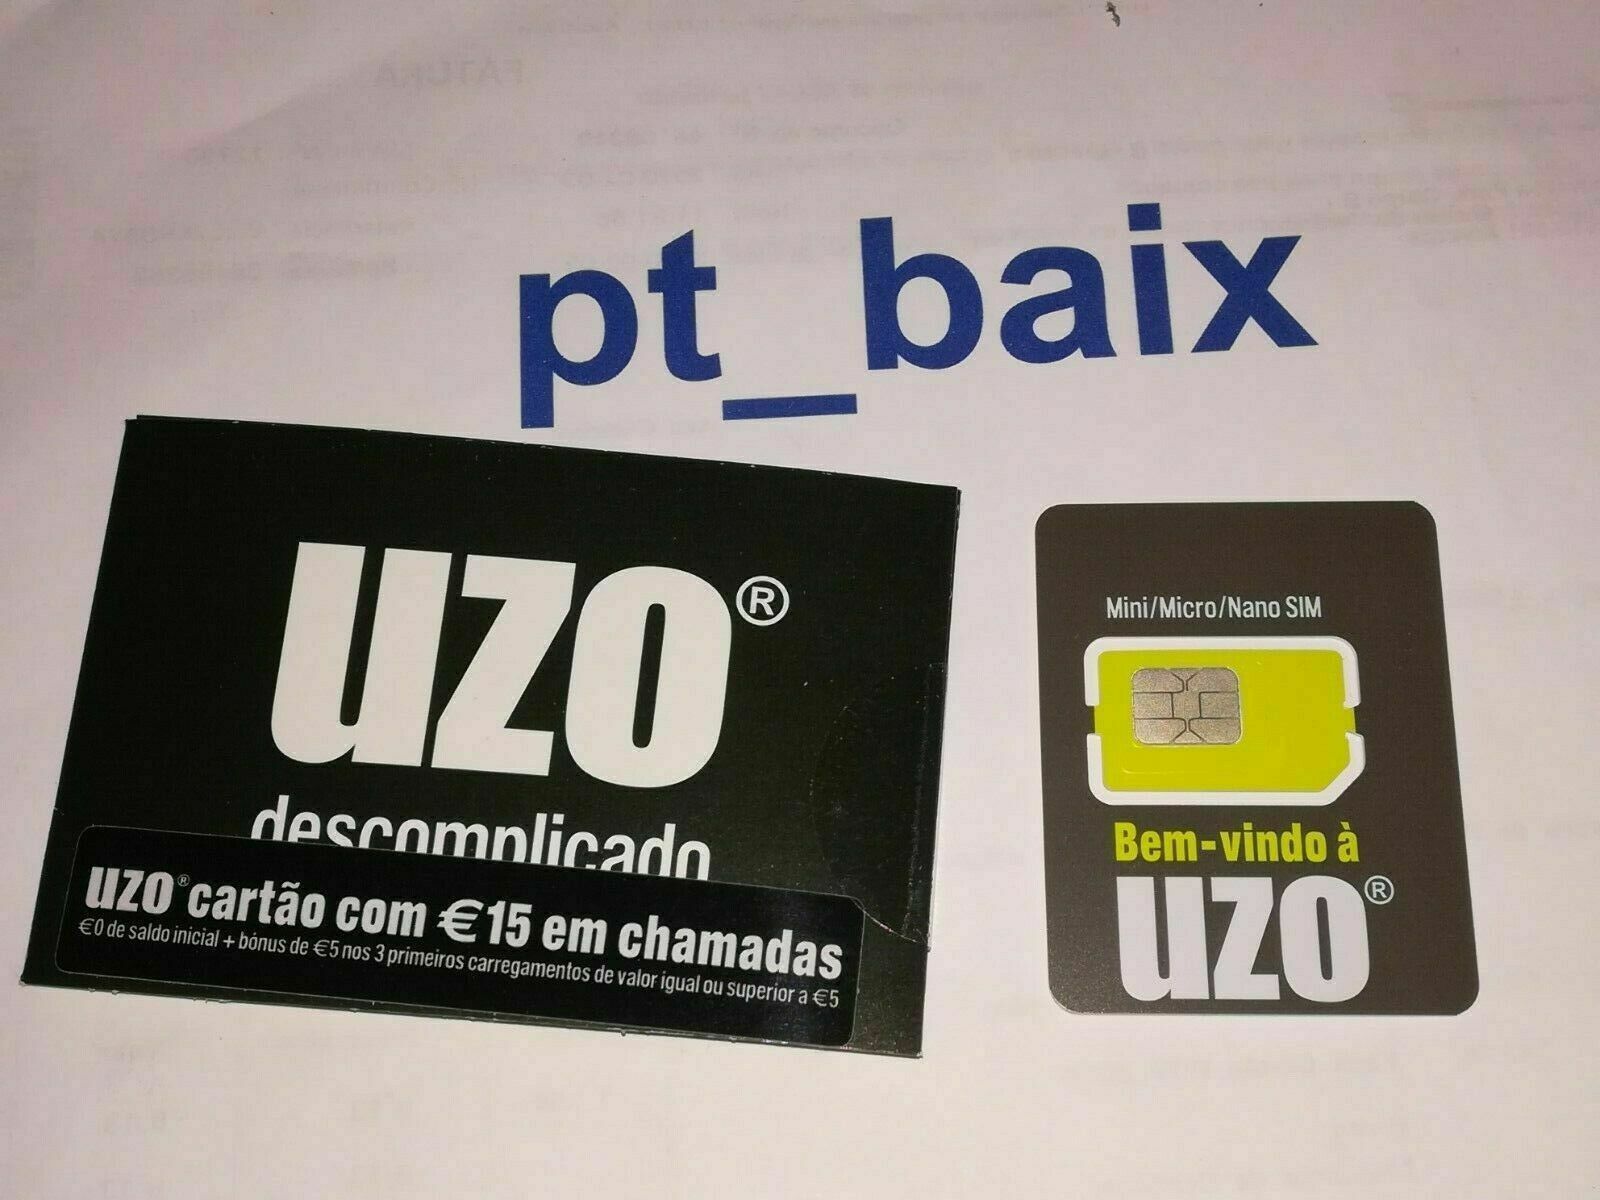 FATURA
pt_baix
uzo®
descomplicado
uzo® cartão com €15 em chamadas
€0 de saldo inicial + bónus de €5 nos 3 primeiros carregamentos de valor igual ou superior a €5
Mini/Micro/Nano SIM
Bem-vindo à
uzo®